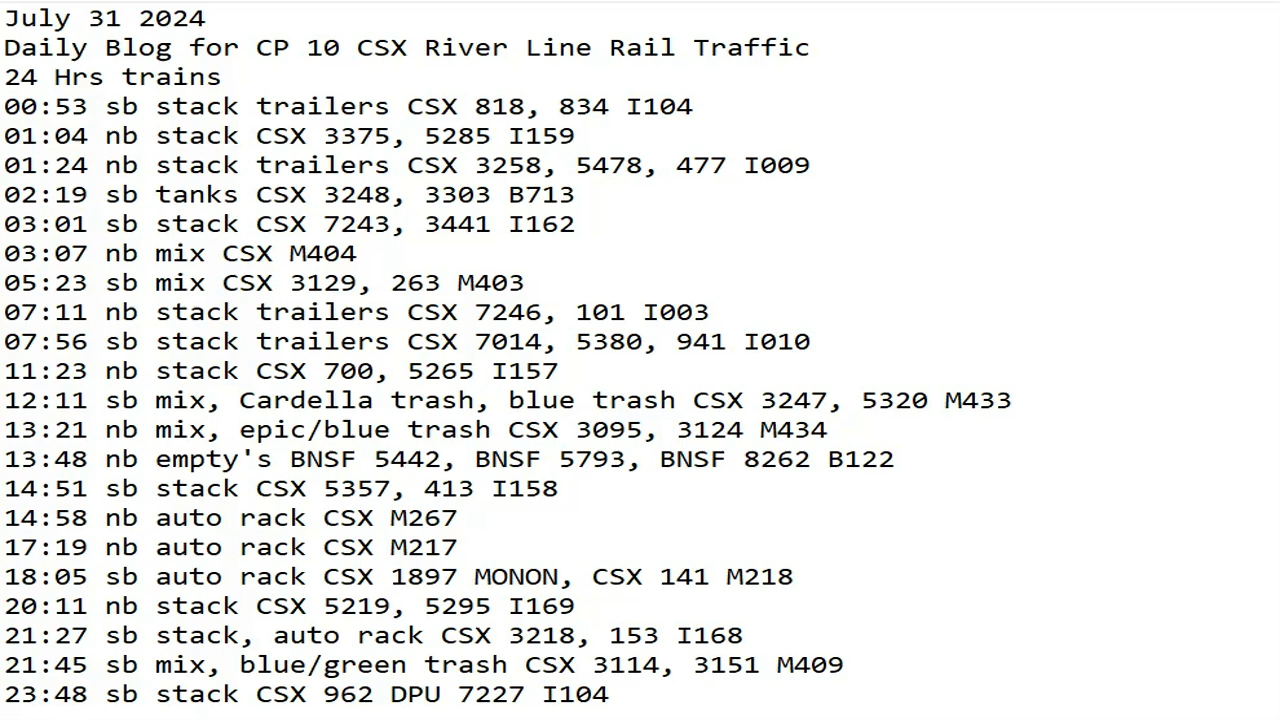 July 31 2024
Daily Blog for CP 10 CSX River Line Rail Traffic
24 Hrs trains
00:53 sb stack trailers CSX 818, 834 I104
01:04 nb stack CSX 3375, 5285 I159
01:24 nb stack trailers CSX 3258, 5478, 477 I009
02:19 sb tanks CSX 3248, 3303 B713
03:01 sb stack CSX 7243, 3441 I162
03:07 nb mix CSX M404
05:23 sb mix CSX 3129, 263 M403
07:11 nb stack trailers CSX 7246, 101 I003
07:56 sb stack trailers CSX 7014, 5380, 941 I010
11:23 nb stack CSX 700, 5265 I157
12:11 sb mix, Cardella trash, blue trash CSX 3247, 5320 M433
13:21 nb mix, epic/blue trash CSX 3095, 3124 M434
13:48 nb empty's BNSF 5442, BNSF 5793, BNSF 8262 B122
14:51 sb stack CSX 5357, 413 I158
14:58 nb auto rack CSX M267
17:19 nb auto rack CSX M217
18:05 sb auto rack CSX 1897 MONON, CSX 141 M218
20:11 nb stack CSX 5219, 5295 I169
21:27 sb stack, auto rack CSX 3218, 153 I168
21:45 sb mix, blue/green trash CSX 3114, 3151 M409
23:48 sb stack CSX 962 DPU 7227 I104